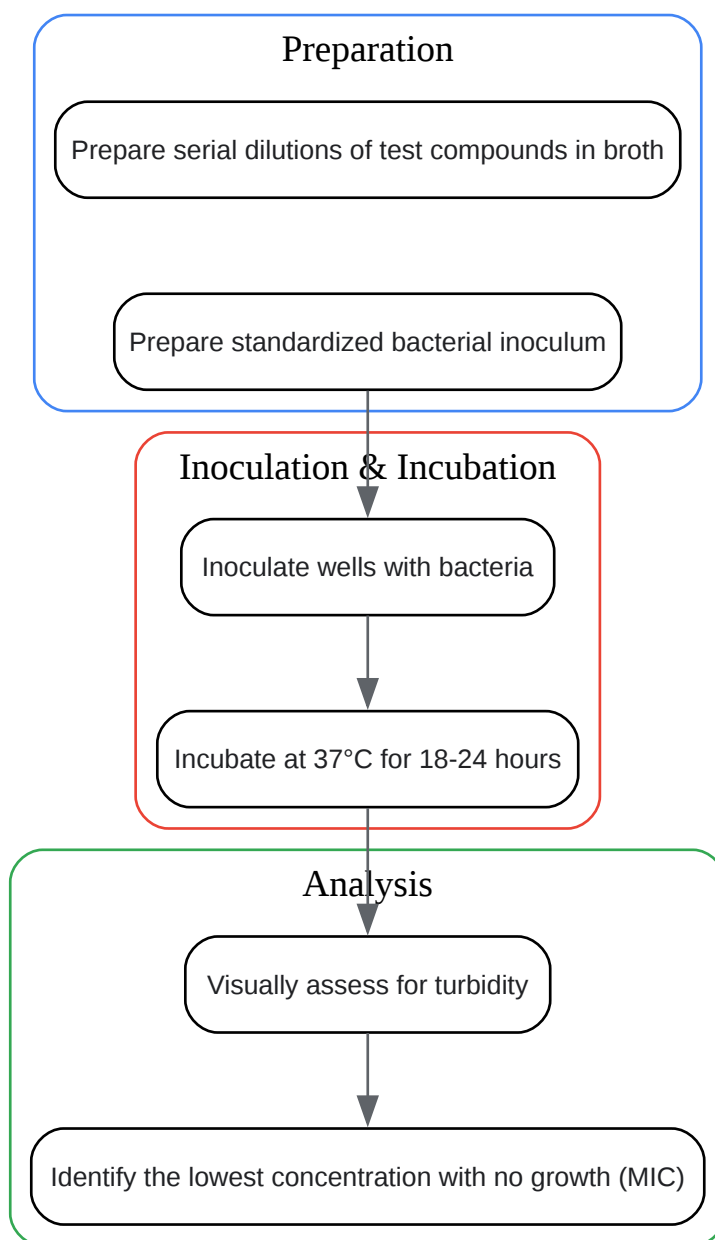 Preparation
Prepare serial dilutions of test compounds in broth
Prepare standardized bacterial inoculum
Inoculation & Incubation
Inoculate wells with bacteria
Incubate at 37°C for 18-24 hours
Analysis
Visually assess for turbidity
Identify the lowest concentration with no growth (MIC)